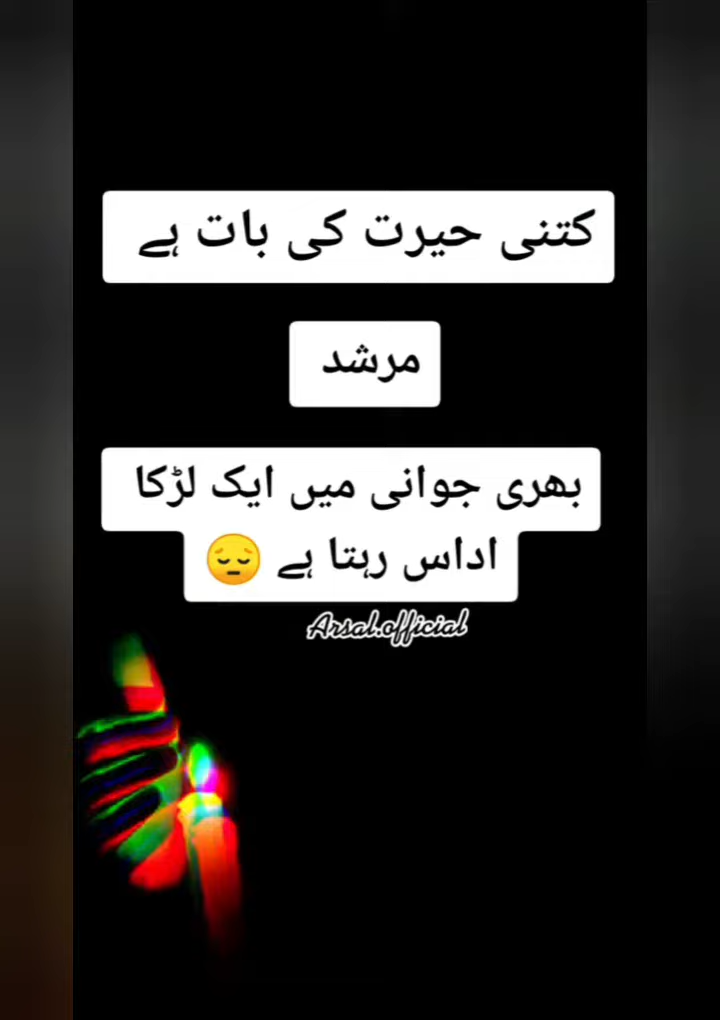 کتنی حیرت کی بات ہے
مرشد
بھری جوانی میں ایک لڑکا
اداس رہتا ہے 😔
Arsal.official